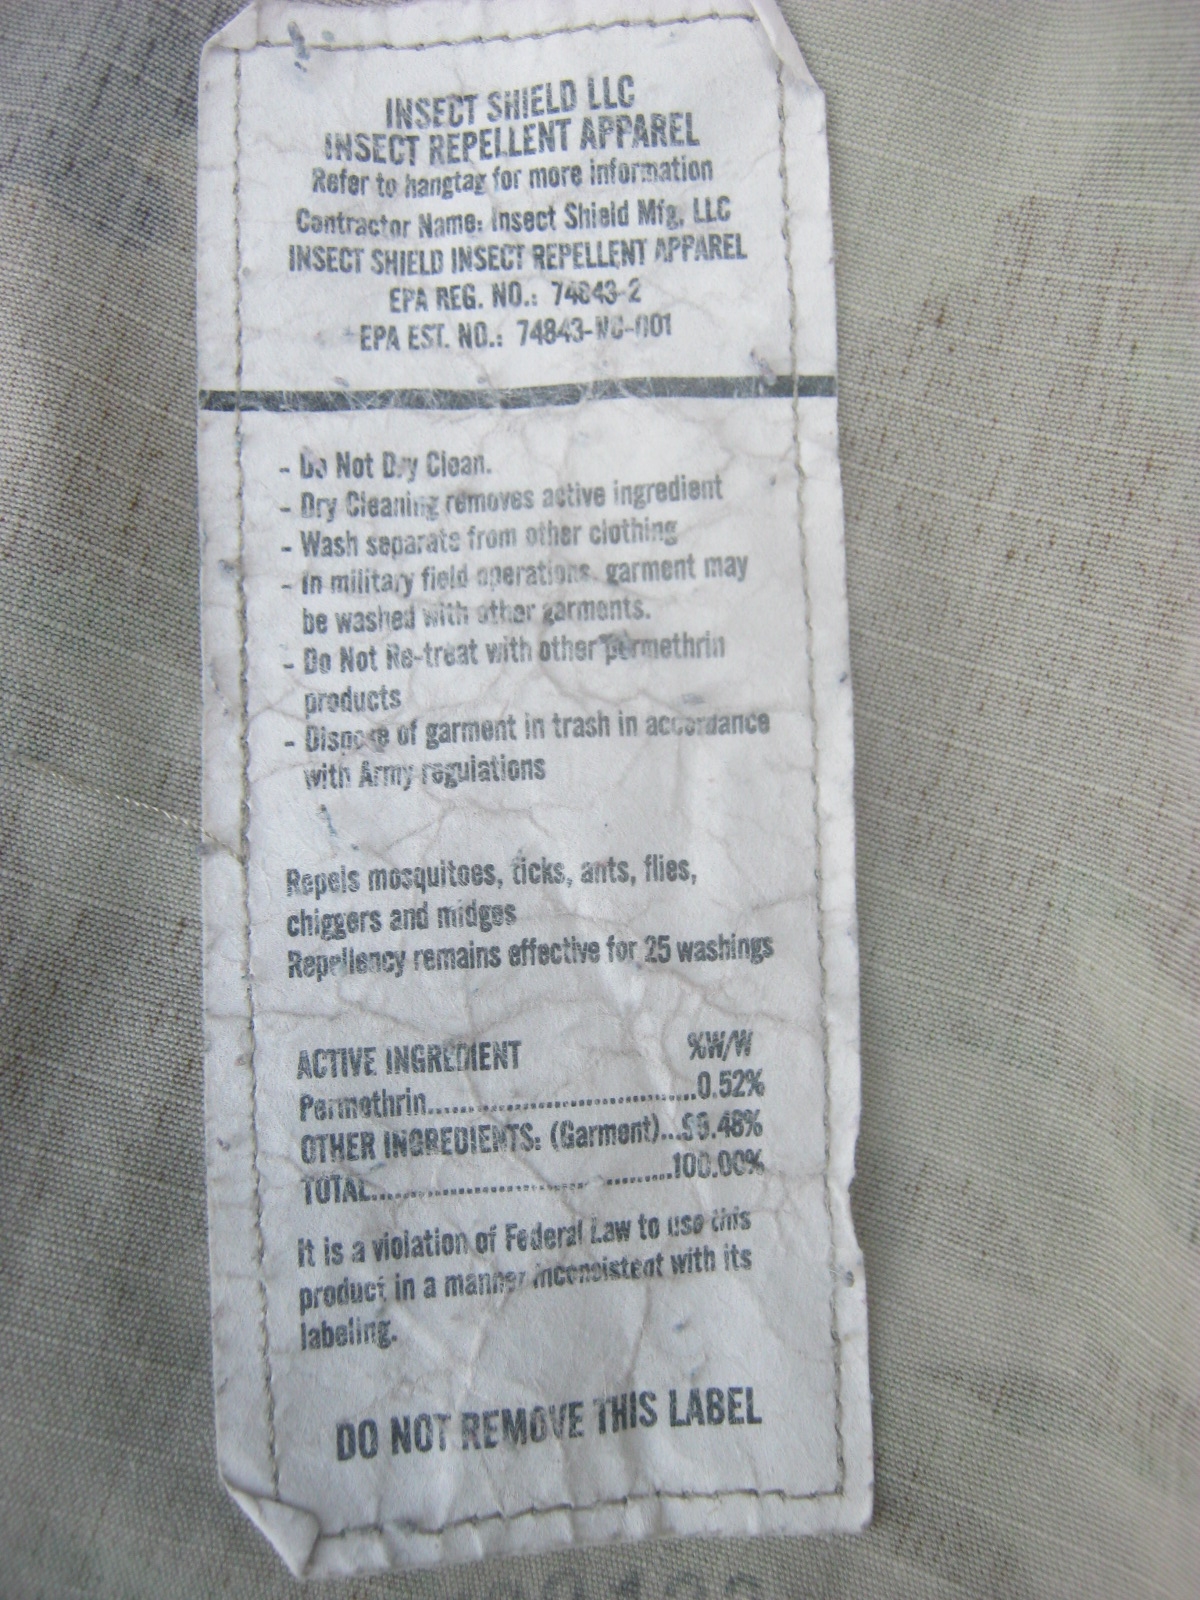 INSECT SHIELD LLC
INSECT REPELLENT APPAREL
Refer to hangtag for more information
Contractor Name: Insect Shield Mfg, LLC
INSECT SHIELD INSECT REPELLENT APPAREL
EPA REG. NO.: 74843-2
EPA EST. NO.: 74843-NC-001
- Do Not Dry Clean.
- Dry Cleaning removes active ingredient
- Wash separate from other clothing
- In military field operations, garment may
be washed with other garments.
- Do Not Re-treat with other permethrin
products
- Dispose of garment in trash in accordance
with Army regulations
Repels mosquitoes, ticks, ants, flies,
chiggers and midges
Repellency remains effective for 25 washings
ACTIVE INGREDIENT %W/W
Permethrin..............................0.52%
OTHER INGREDIENTS: (Garment)...99.48%
TOTAL....................................100.00%
It is a violation of Federal Law to use this
product in a manner inconsistent with its
labeling.
DO NOT REMOVE THIS LABEL